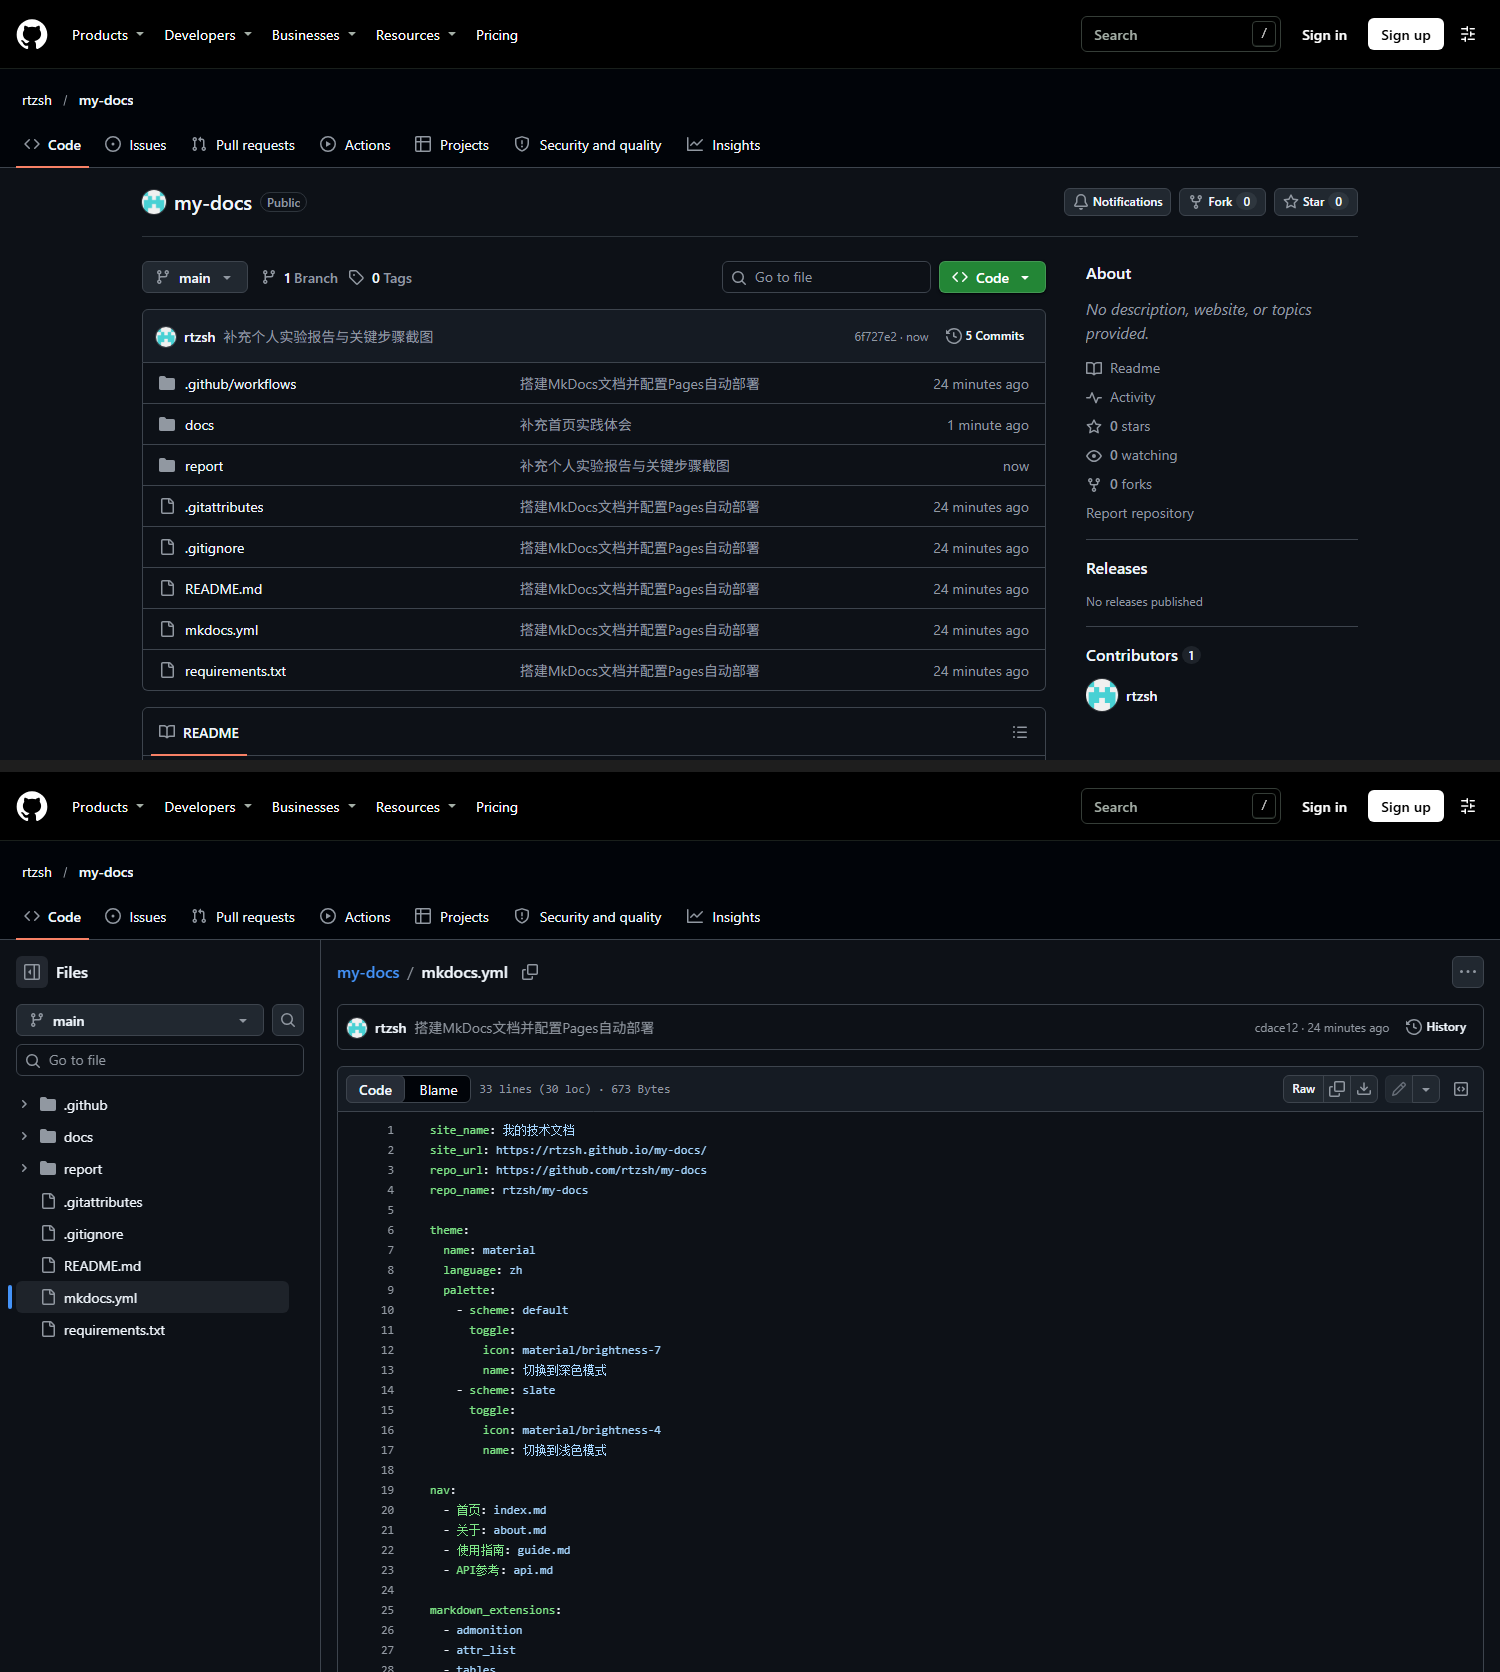 Products Developers Businesses Resources Pricing Search / Sign in Sign up
rtzsh / my-docs
Code Issues Pull requests Actions Projects Security and quality Insights
my-docs Public Notifications Fork 0 Star 0
main 1 Branch 0 Tags Go to file Code
rtzsh 补充个人实验报告与关键步骤截图 6f727e2 · now 5 Commits
.github/workflows 搭建MkDocs文档并配置Pages自动部署 24 minutes ago
docs 补充首页实践体会 1 minute ago
report 补充个人实验报告与关键步骤截图 now
.gitattributes 搭建MkDocs文档并配置Pages自动部署 24 minutes ago
.gitignore 搭建MkDocs文档并配置Pages自动部署 24 minutes ago
README.md 搭建MkDocs文档并配置Pages自动部署 24 minutes ago
mkdocs.yml 搭建MkDocs文档并配置Pages自动部署 24 minutes ago
requirements.txt 搭建MkDocs文档并配置Pages自动部署 24 minutes ago
README
About
No description, website, or topics
provided.
Readme
Activity
0 stars
0 watching
0 forks
Report repository
Releases
No releases published
Contributors 1
rtzsh
Products Developers Businesses Resources Pricing Search / Sign in Sign up
rtzsh / my-docs
Code Issues Pull requests Actions Projects Security and quality Insights
Files
main
Go to file
.github
docs
report
.gitattributes
.gitignore
README.md
mkdocs.yml
requirements.txt
my-docs / mkdocs.yml
rtzsh 搭建MkDocs文档并配置Pages自动部署 cdace12 · 24 minutes ago History
Code Blame 33 lines (30 loc) · 673 Bytes Raw
1 site_name: 我的技术文档
2 site_url: https://rtzsh.github.io/my-docs/
3 repo_url: https://github.com/rtzsh/my-docs
4 repo_name: rtzsh/my-docs
5
6 theme:
7 name: material
8 language: zh
9 palette:
10 - scheme: default
11 toggle:
12 icon: material/brightness-7
13 name: 切换到深色模式
14 - scheme: slate
15 toggle:
16 icon: material/brightness-4
17 name: 切换到浅色模式
18
19 nav:
20 - 首页: index.md
21 - 关于: about.md
22 - 使用指南: guide.md
23 - API参考: api.md
24
25 markdown_extensions:
26 - admonition
27 - attr_list
28 - tables